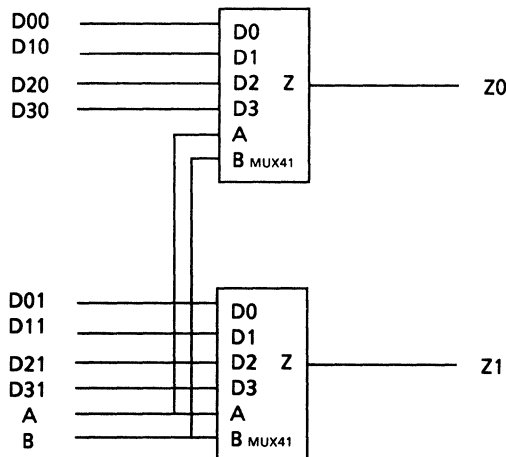 D00
D10
D20
D30
D0
D1
D2 Z
D3
A
B MUX41
Z0
D01
D11
D21
D31
A
B
D0
D1
D2 Z
D3
A
B MUX41
Z1